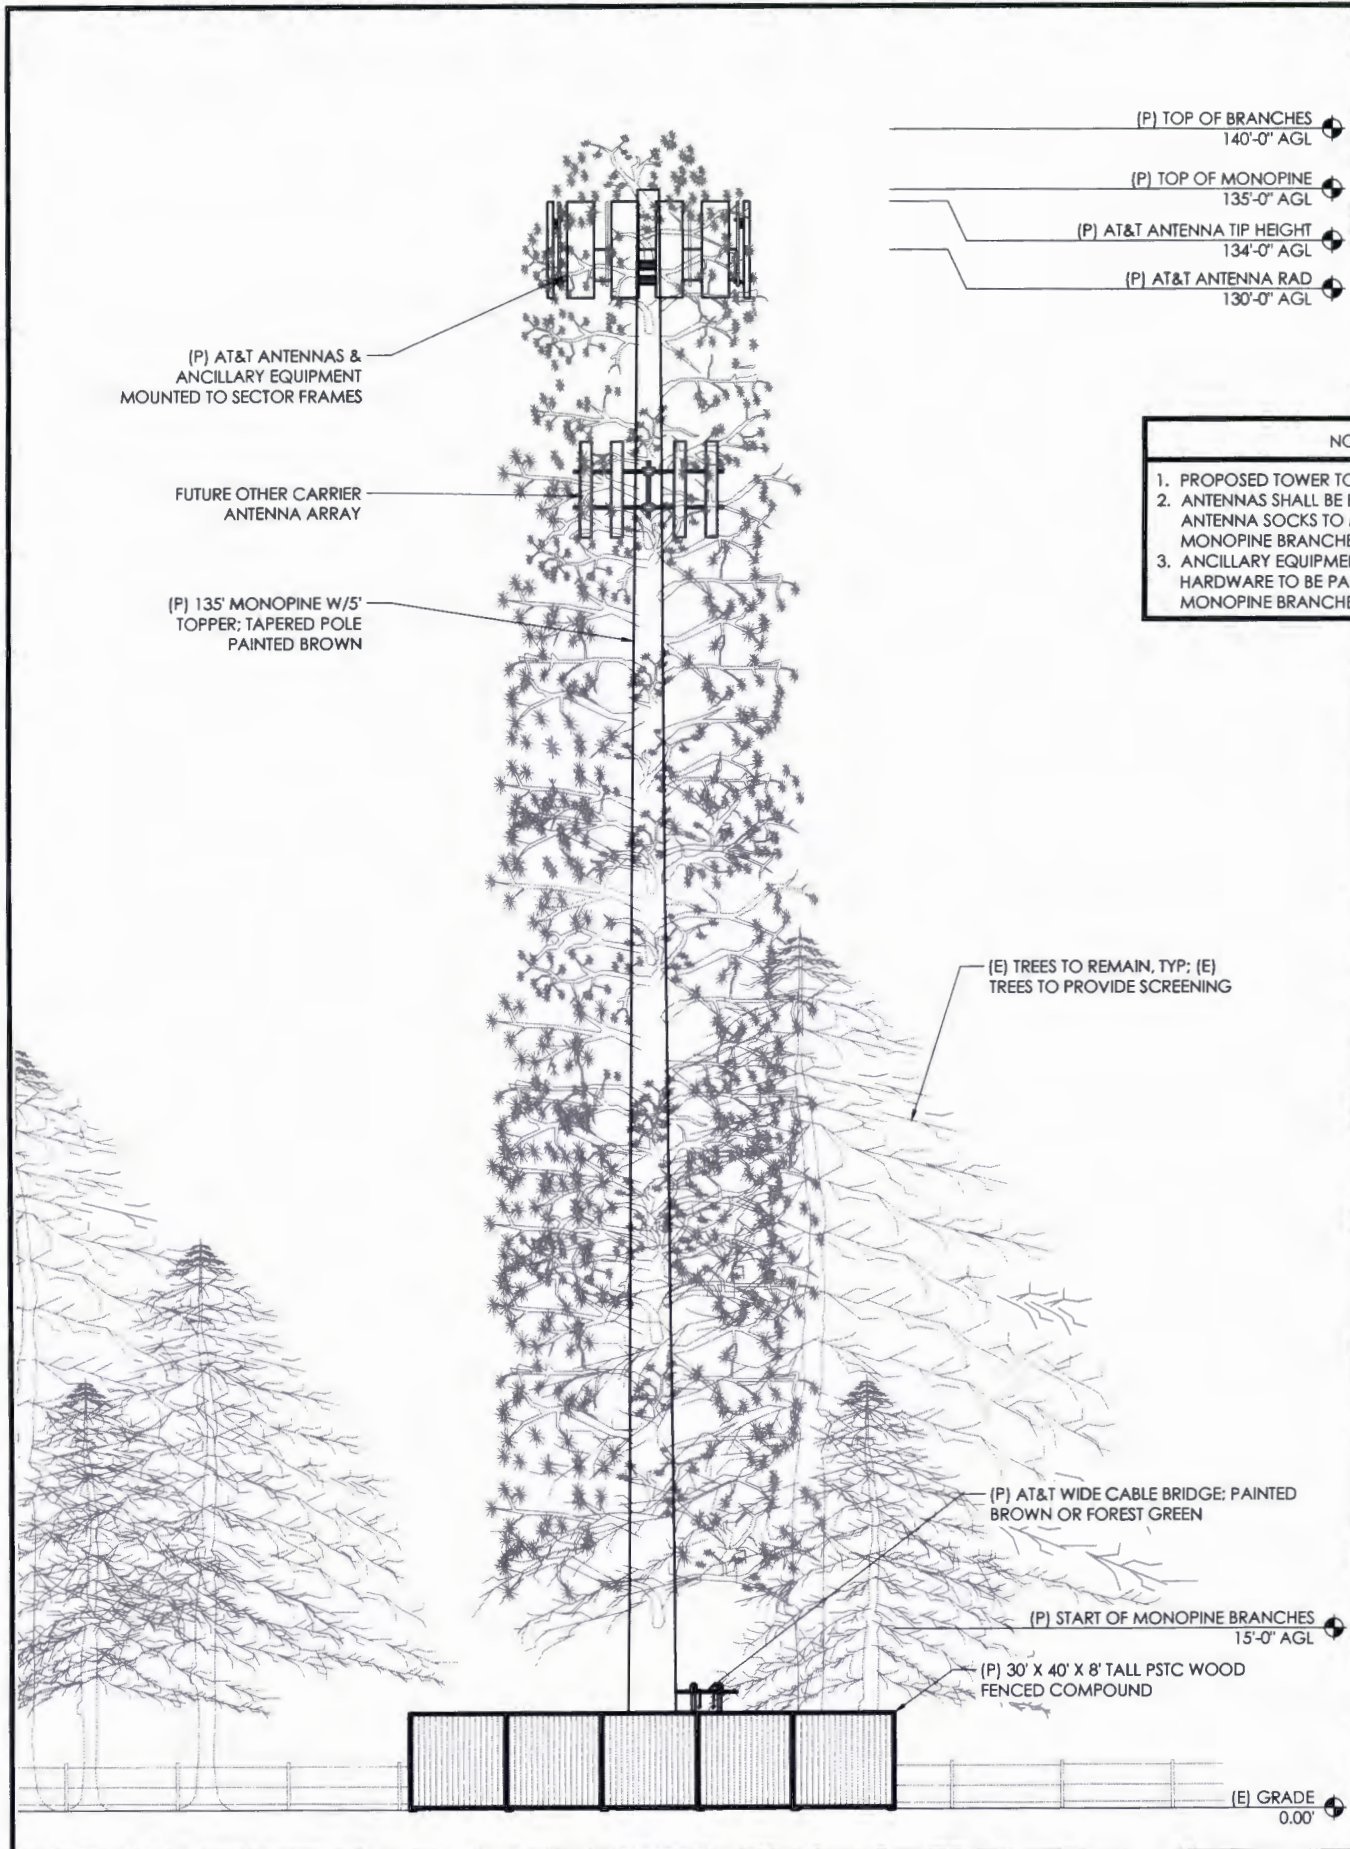 (P) TOP OF BRANCHES
140'-0" AGL
(P) TOP OF MONOPINE
135'-0" AGL
(P) AT&T ANTENNA TIP HEIGHT
134'-0" AGL
(P) AT&T ANTENNA RAD
130'-0" AGL
(P) AT&T ANTENNAS &
ANCILLARY EQUIPMENT
MOUNTED TO SECTOR FRAMES
FUTURE OTHER CARRIER
ANTENNA ARRAY
(P) 135' MONOPINE W/5'
TOPPER; TAPERED POLE
PAINTED BROWN
1. PROPOSED TOWER TO
2. ANTENNAS SHALL BE
ANTENNA SOCKS TO
MONOPINE
3. ANCILLARY
HARDWARE TO BE
MONOPINE
(E) TREES TO REMAIN, TYP; (E)
TREES TO PROVIDE SCREENING
(P) AT&T WIDE CABLE BRIDGE; PAINTED
BROWN OR FOREST GREEN
(P) START OF MONOPINE BRANCHES
15'-0" AGL
(P) 30' X 40' X 8' TALL PSTC WOOD
FENCED COMPOUND
(E) GRADE
0.00'